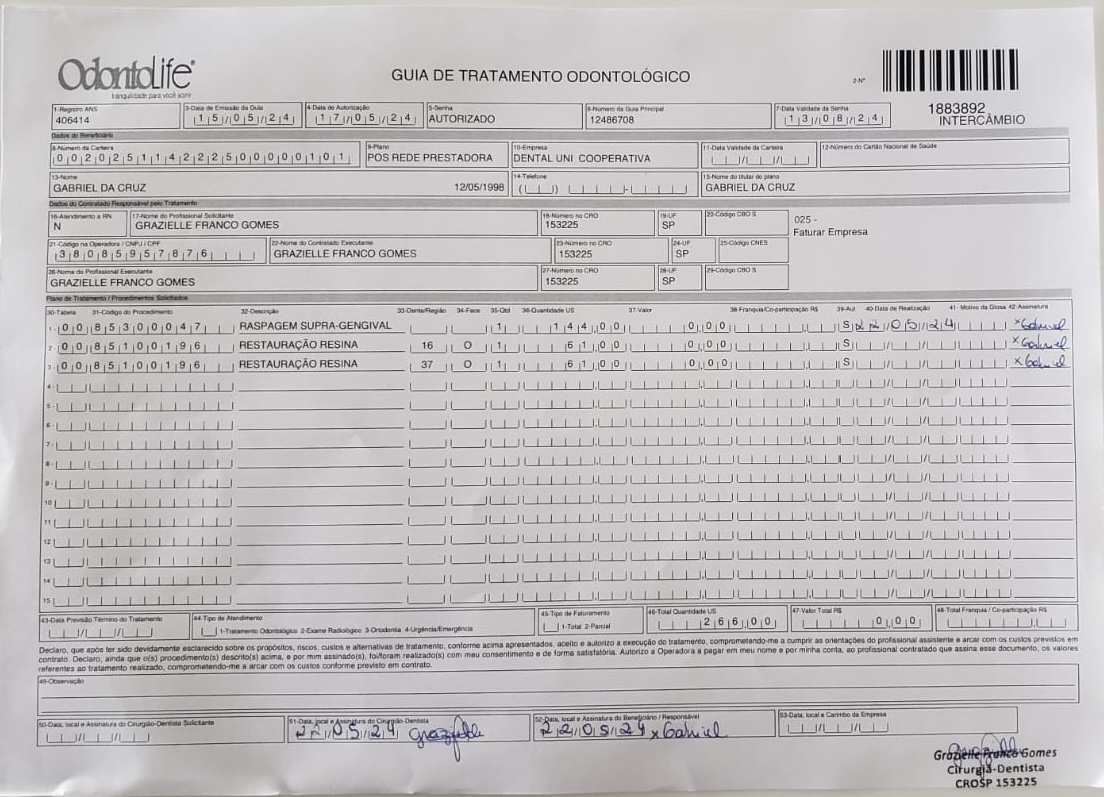 OdontoLife
tranquilidade para você sorrir
GUIA DE TRATAMENTO ODONTOLÓGICO
2-Nº
1883892
INTERCÂMBIO
1-Registro ANS 3-Data de Emissão da Guia 4-Data de Autorização 5-Senha 6-Número da Guia Principal 7-Data Validade da Senha
406414 15/05/24 17/05/24 AUTORIZADO 12486708 13/08/24
Dados do Beneficiário
8-Número da Carteira 9-Plano 10-Empresa 11-Data Validade da Carteira 12-Número do Cartão Nacional de Saúde
00202511422250000101 POS REDE PRESTADORA DENTAL UNI COOPERATIVA
13-Nome 14-Telefone 15-Nome do titular do plano
GABRIEL DA CRUZ 12/05/1998 GABRIEL DA CRUZ
Dados do Contratado Responsável pelo Tratamento
16-Atendimento a RN 17-Nome do Profissional Solicitante 18-Número no CRO 19-UF 20-Código CBO S
N GRAZIELLE FRANCO GOMES 153225 SP
025 -
Faturar Empresa
21-Código na Operadora / CNPJ / CPF 22-Nome do Contratado Executante 23-Número no CRO 24-UF 25-Código CNES
38085957876 GRAZIELLE FRANCO GOMES 153225 SP
26-Nome do Profissional Executante 27-Número no CRO 28-UF 29-Código CBO S
GRAZIELLE FRANCO GOMES 153225 SP
Plano de Tratamento / Procedimentos Solicitados
30-Tabela 31-Código do Procedimento 32-Descrição 33-Dente/Região 34-Face 35-Qtd 36-Quantidade US 37-Valor 38-Franquia/Co-participação R$ 39-Aut 40-Data de Realização 41- Motivo da Glosa 42-Assinatura
1- 00 85300047 RASPAGEM SUPRA-GENGIVAL 1 144,00 0,00 S 22/05/24 x Gabriel
2- 00 85100196 RESTAURAÇÃO RESINA 16 O 1 61,00 0,00 S x Gabriel
3- 00 85100196 RESTAURAÇÃO RESINA 37 O 1 61,00 0,00 S x Gabriel
4-
5-
6-
7-
8-
9-
10
11
12
13
14
15
43-Data Previsão Término do Tratamento 44-Tipo de Atendimento 45-Tipo de Faturamento 46-Total Quantidade US 47-Valor Total R$ 48-Total Franquia / Co-participação R$
1-Tratamento Odontológico 2-Exame Radiológico 3-Ortodontia 4-Urgência/Emergência 1-Total 2-Parcial 266,00 0,00
Declaro, que após ter sido devidamente esclarecido sobre os propósitos, riscos, custos e alternativas de tratamento, conforme acima apresentados, aceito e autorizo a execução do tratamento, comprometendo-me a cumprir as orientações do profissional assistente e arcar com os custos previstos em
contrato. Declaro, ainda que o(s) procedimento(s) descrito(s) acima, e por mim assinado(s), foi/foram realizado(s) com meu consentimento e de forma satisfatória. Autorizo a Operadora a pagar em meu nome e por minha conta, ao profissional contratado que assina esse documento, os valores
referentes ao tratamento realizado, comprometendo-me a arcar com os custos conforme previsto em contrato.
49-Observação
50-Data, local e Assinatura do Cirurgião-Dentista Solicitante 51-Data, local e Assinatura do Cirurgião-Dentista 52-Data, local e Assinatura do Beneficiário / Responsável 53-Data, local e Carimbo da Empresa
22/05/24 Grazielle 22/05/24 x Gabriel
Grazielle Franco Gomes
Cirurgiã-Dentista
CROSP 153225